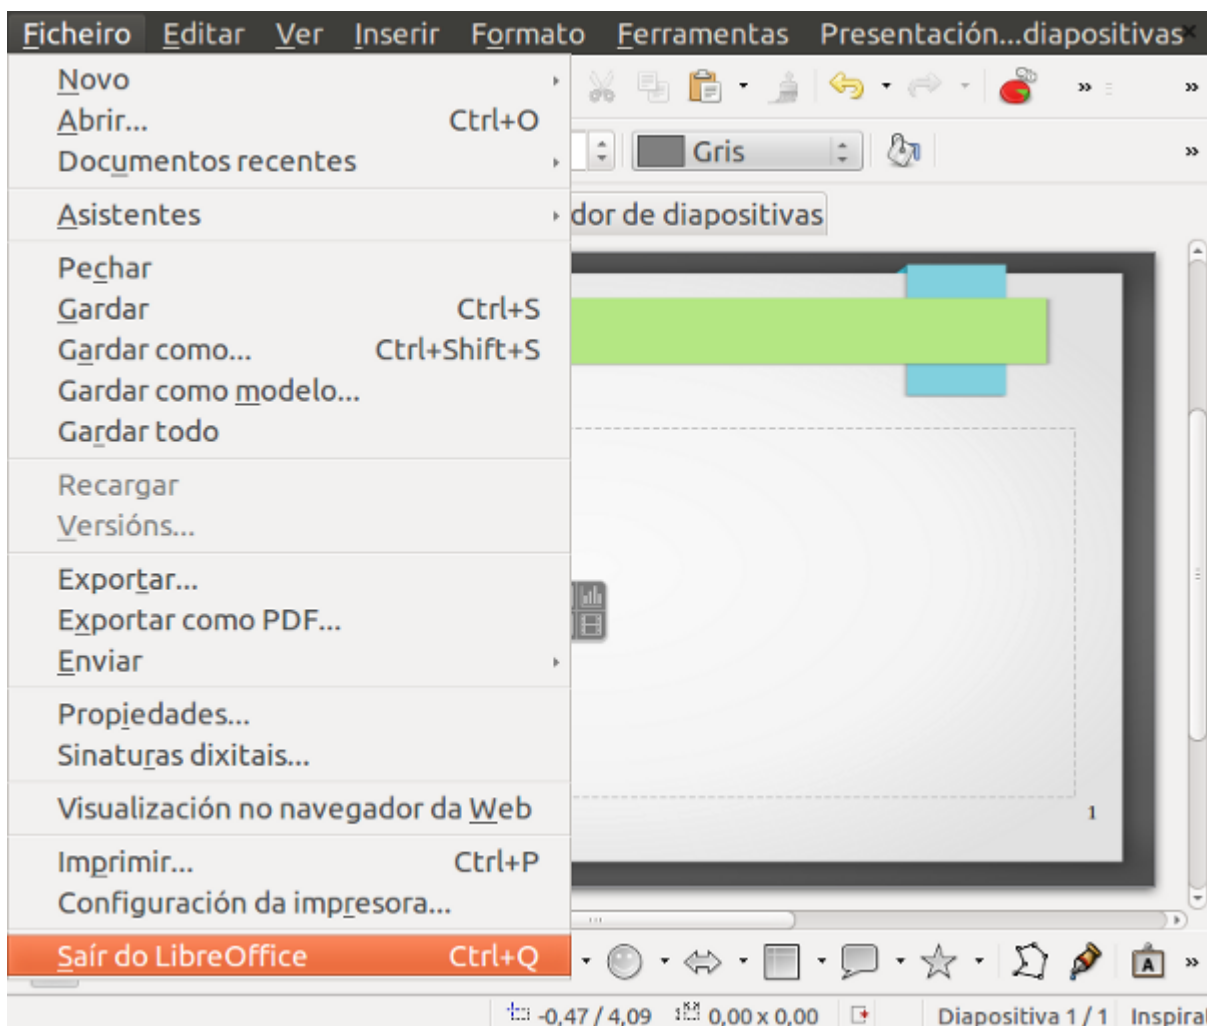 Ficheiro Editar Ver Inserir Formato Ferramentas Presentación...diapositivas
Novo
Abrir... Ctrl+O
Documentos recentes
Gris
Asistentes
dor de diapositivas
Pechar
Gardar Ctrl+S
Gardar como... Ctrl+Shift+S
Gardar como modelo...
Gardar todo
Recargar
Versións...
Exportar...
Exportar como PDF...
Enviar
Propiedades...
Sinaturas dixitais...
Visualización no navegador da Web
1
Imprimir... Ctrl+P
Configuración da impresora...
Saír do LibreOffice Ctrl+Q
A
-0,47 / 4,09 0,00 x 0,00 Diapositiva 1 / 1 Inspirat